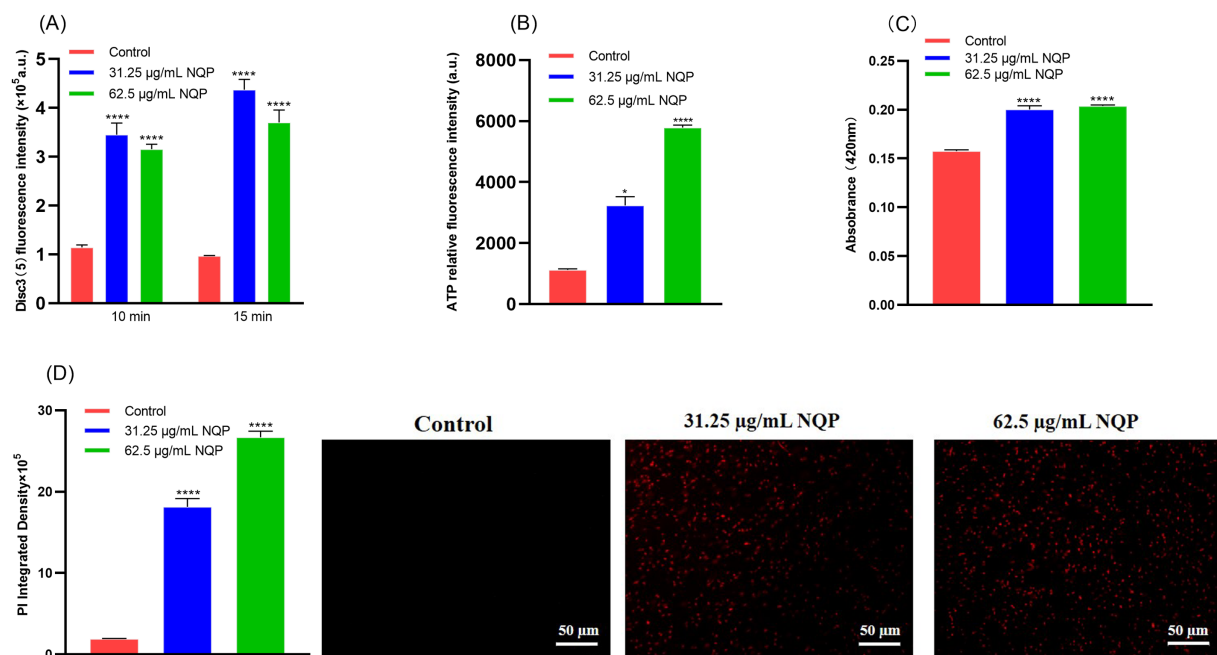 (A)
Control
31.25 μg/mL NQP
62.5 μg/mL NQP
Disc3（5）fluorescence intensity (×10⁵a.u.)
5
4
3
2
1
0
****
****
****
****
10 min
15 min
(B)
Control
31.25 μg/mL NQP
62.5 μg/mL NQP
ATP relative fluorescence intensity (a.u.)
8000
6000
4000
2000
0
*
****
（C）
Control
31.25 μg/mL NQP
62.5 μg/mL NQP
Absobrance（420nm）
0.25
0.20
0.15
0.10
0.05
0.00
****
****
(D)
Control
31.25 μg/mL NQP
62.5 μg/mL NQP
PI Integrated Density×10⁵
30
20
10
0
****
****
Control
50 μm
31.25 μg/mL NQP
50 μm
62.5 μg/mL NQP
50 μm